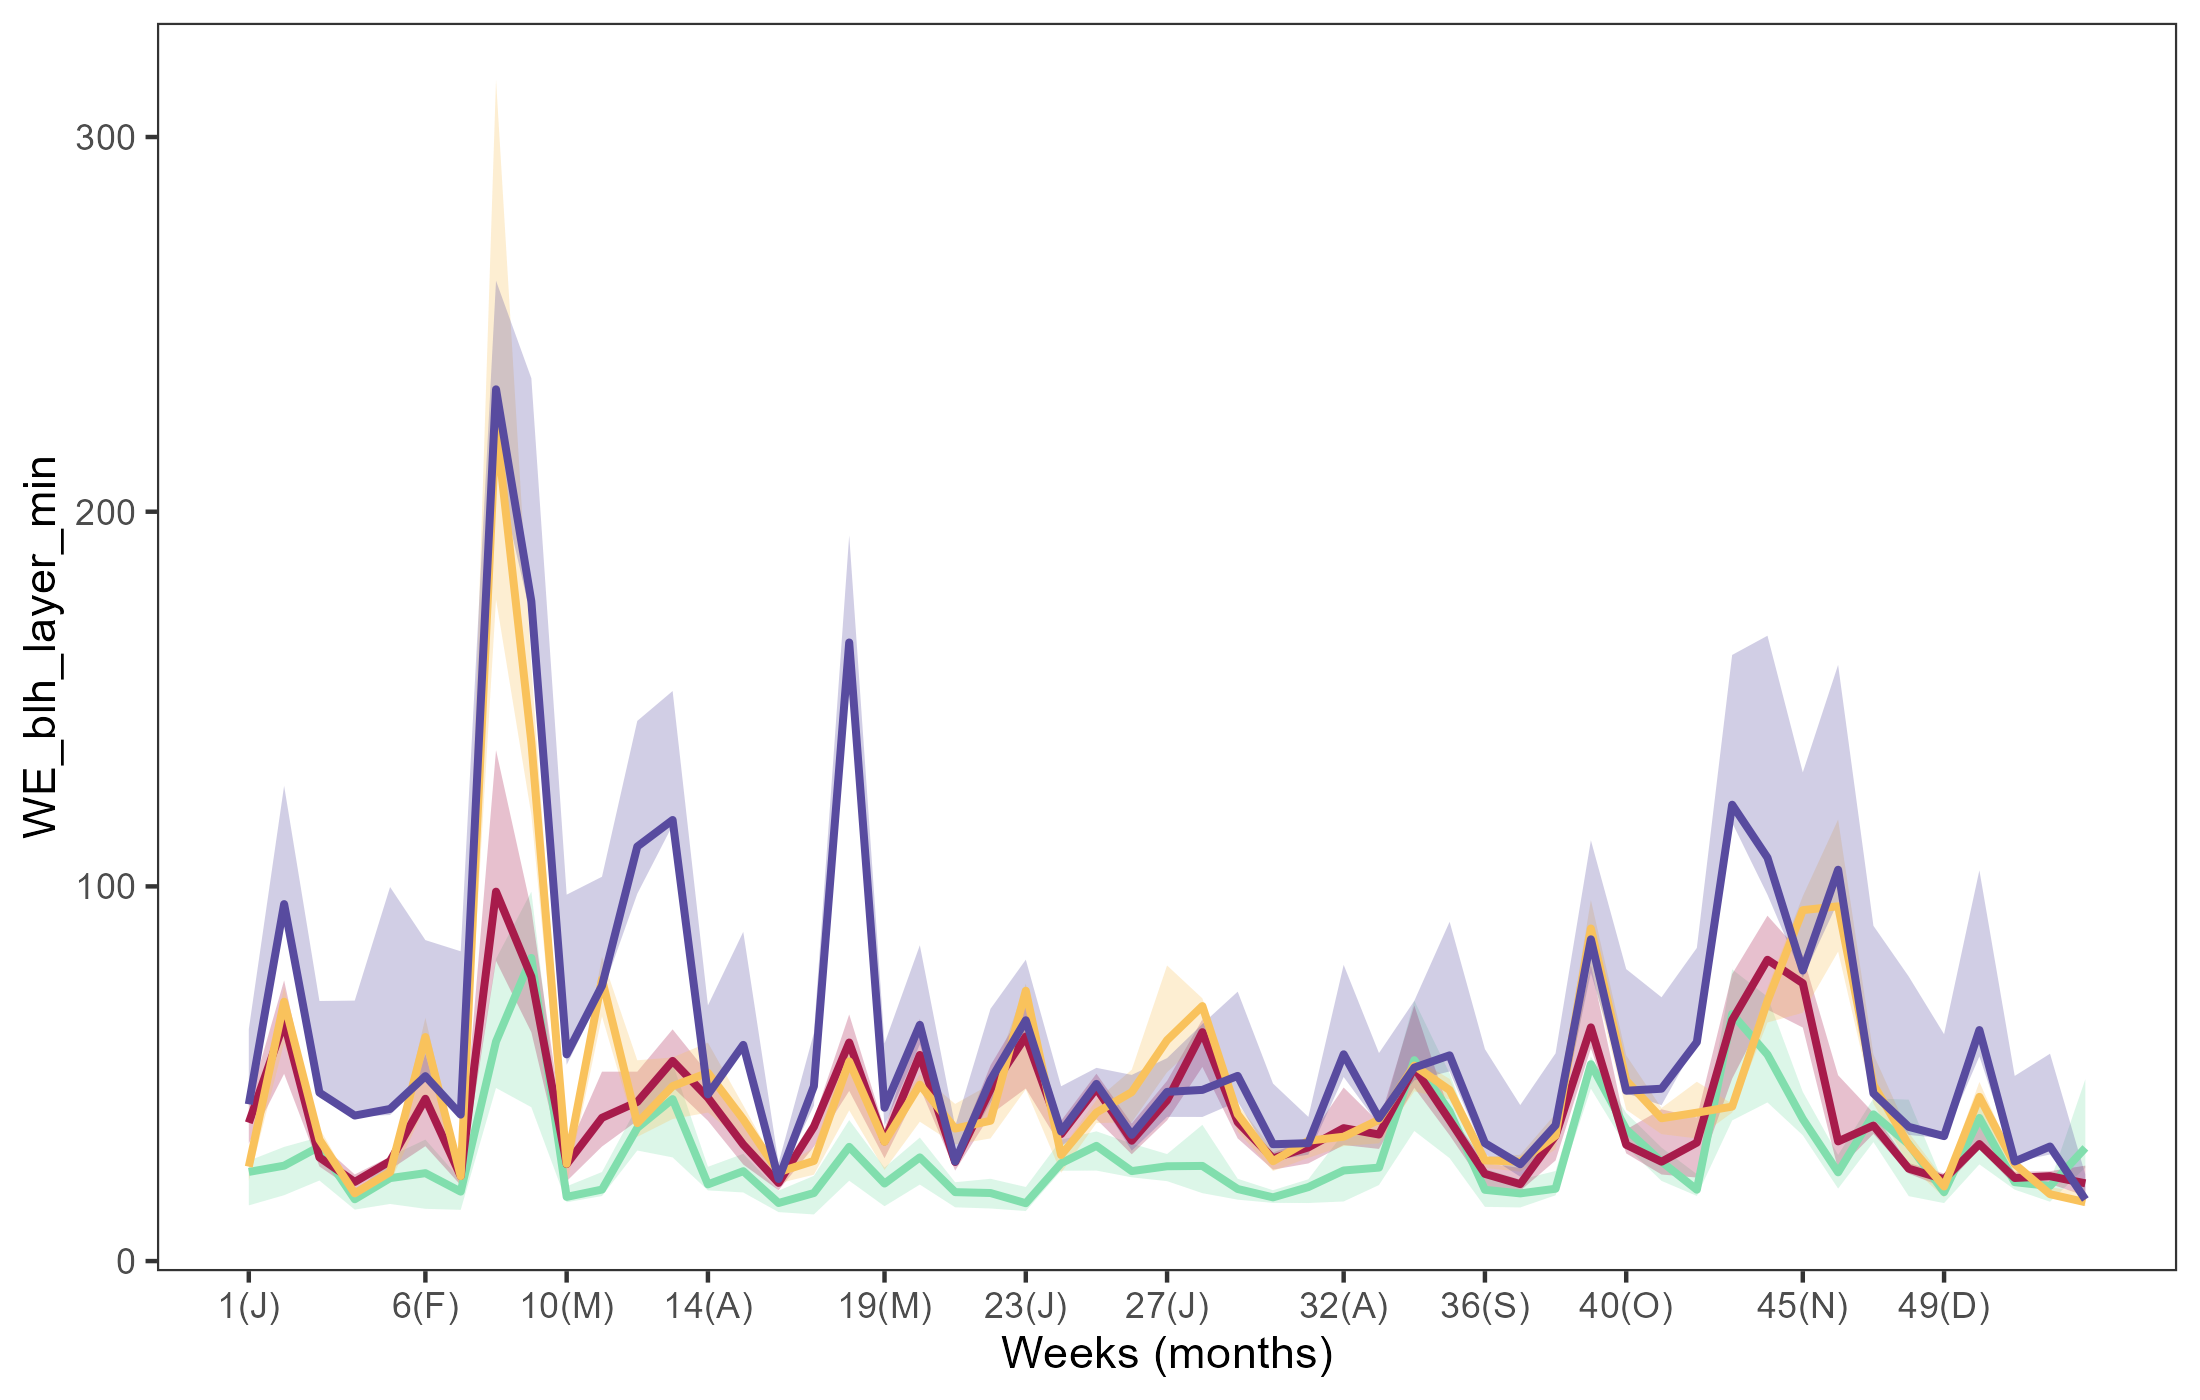 WE_blh_layer_min
300
200
100
0
1(J) 6(F) 10(M) 14(A) 19(M) 23(J) 27(J) 32(A) 36(S) 40(O) 45(N) 49(D)
Weeks (months)